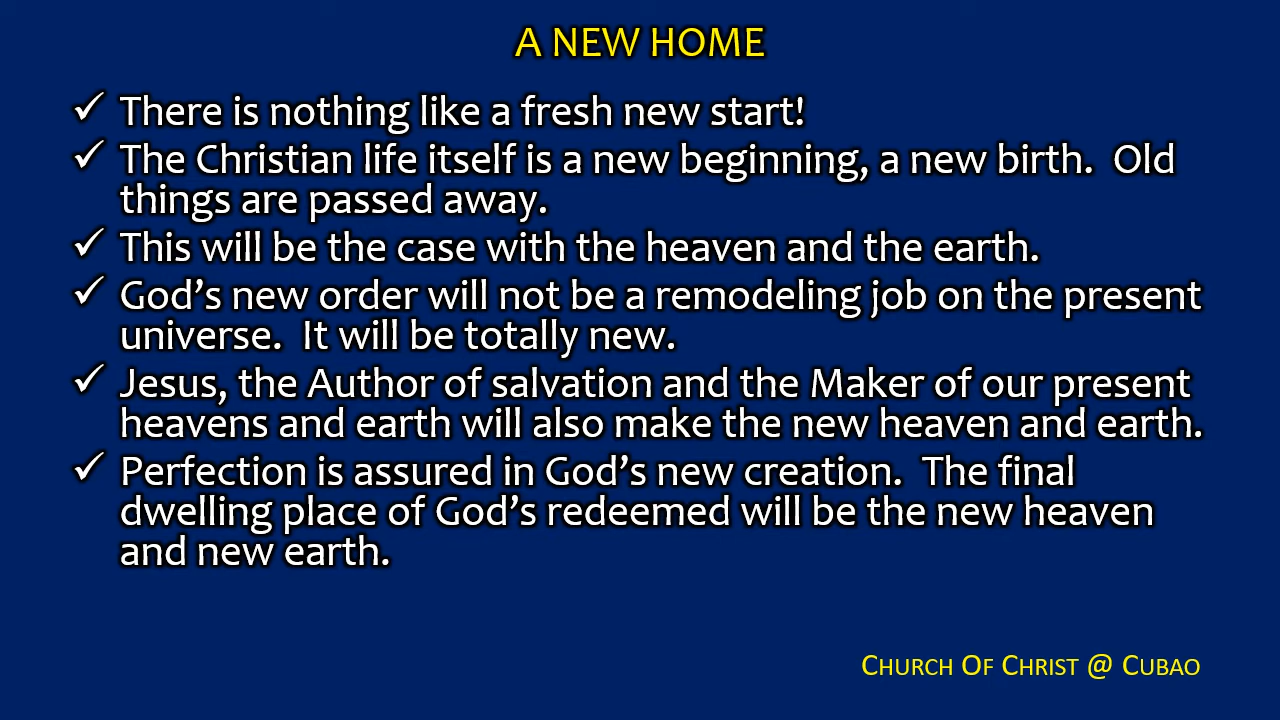 A NEW HOME
✓ There is nothing like a fresh new start!
✓ The Christian life itself is a new beginning, a new birth.  Old
things are passed away.
✓ This will be the case with the heaven and the earth.
✓ God’s new order will not be a remodeling job on the present
universe.  It will be totally new.
✓ Jesus, the Author of salvation and the Maker of our present
heavens and earth will also make the new heaven and earth.
✓ Perfection is assured in God’s new creation.  The final
dwelling place of God’s redeemed will be the new heaven
and new earth.
CHURCH OF CHRIST @ CUBAO